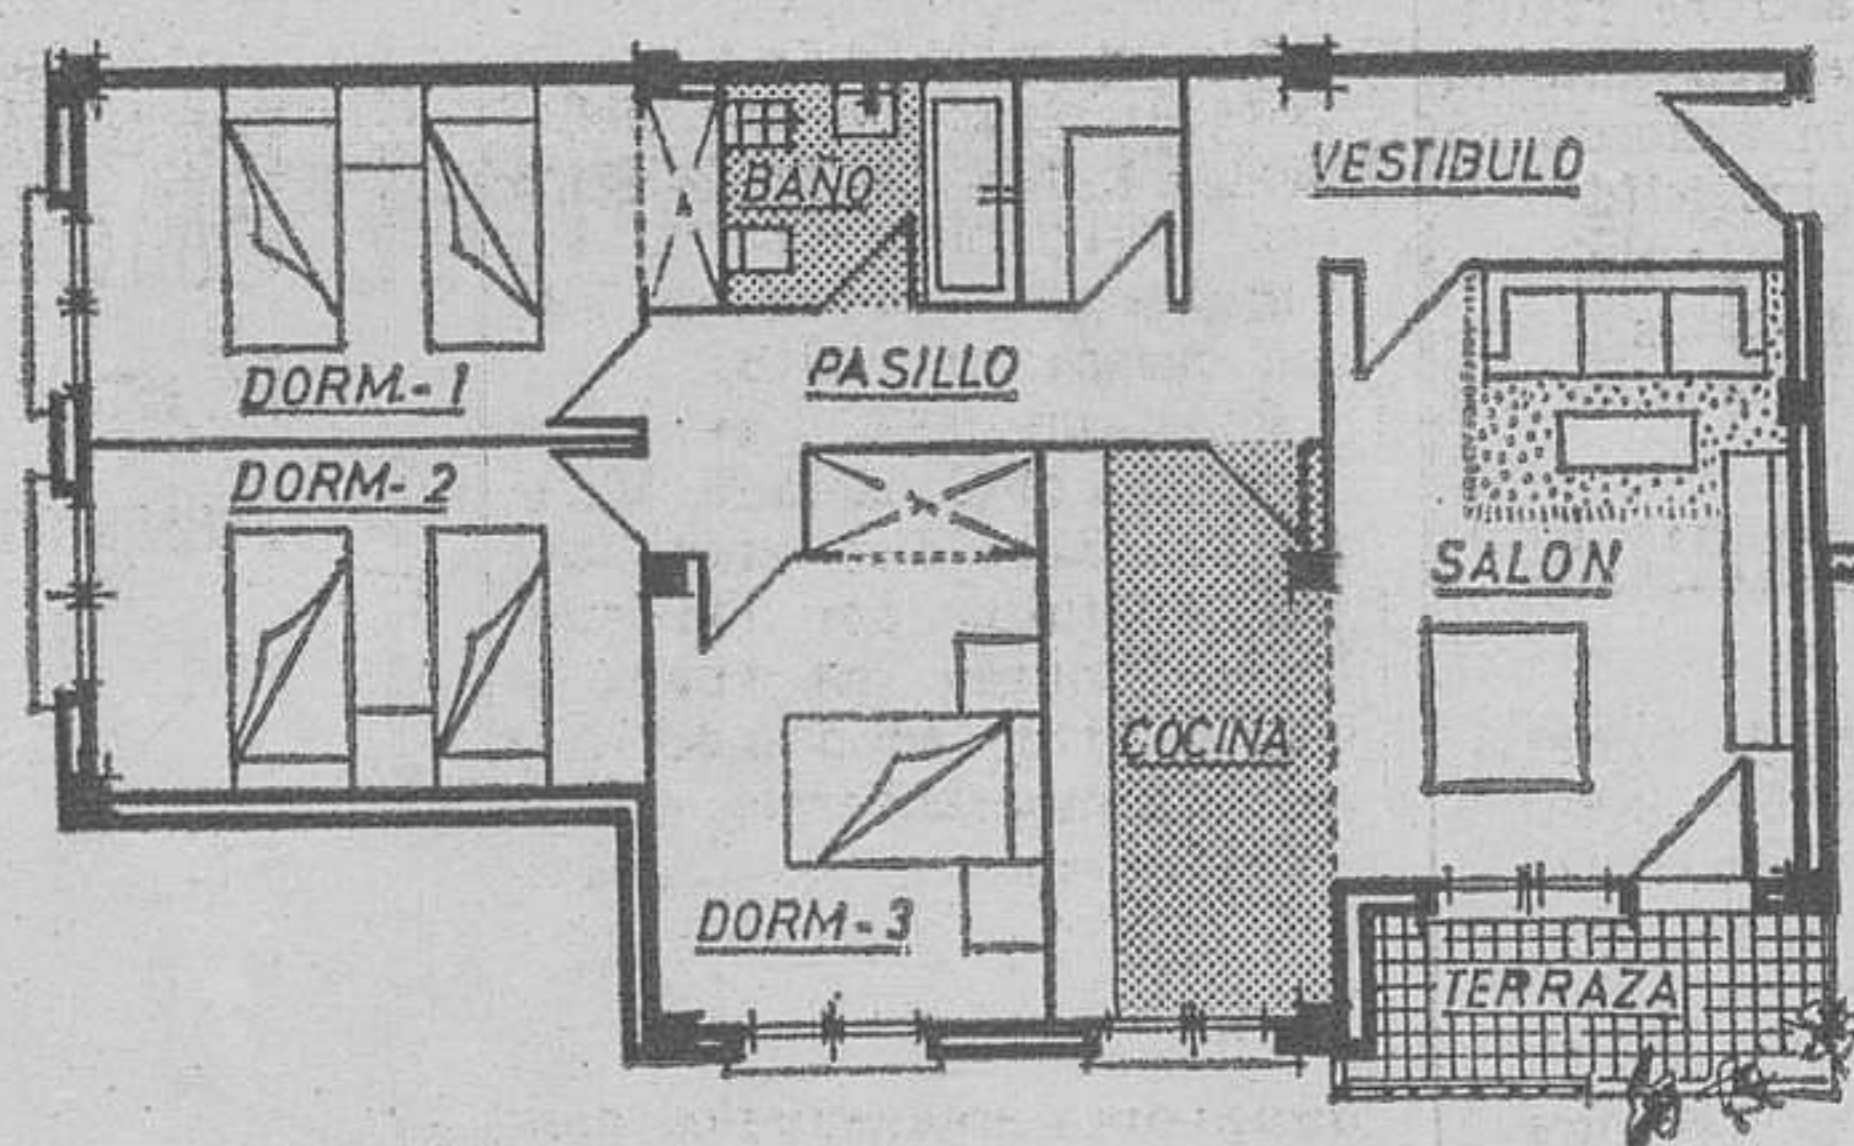 VESTIBULO
BAÑO
PASILLO
DORM.-1
DORM-2
SALON
COCINA
DORM-3
TERRAZA